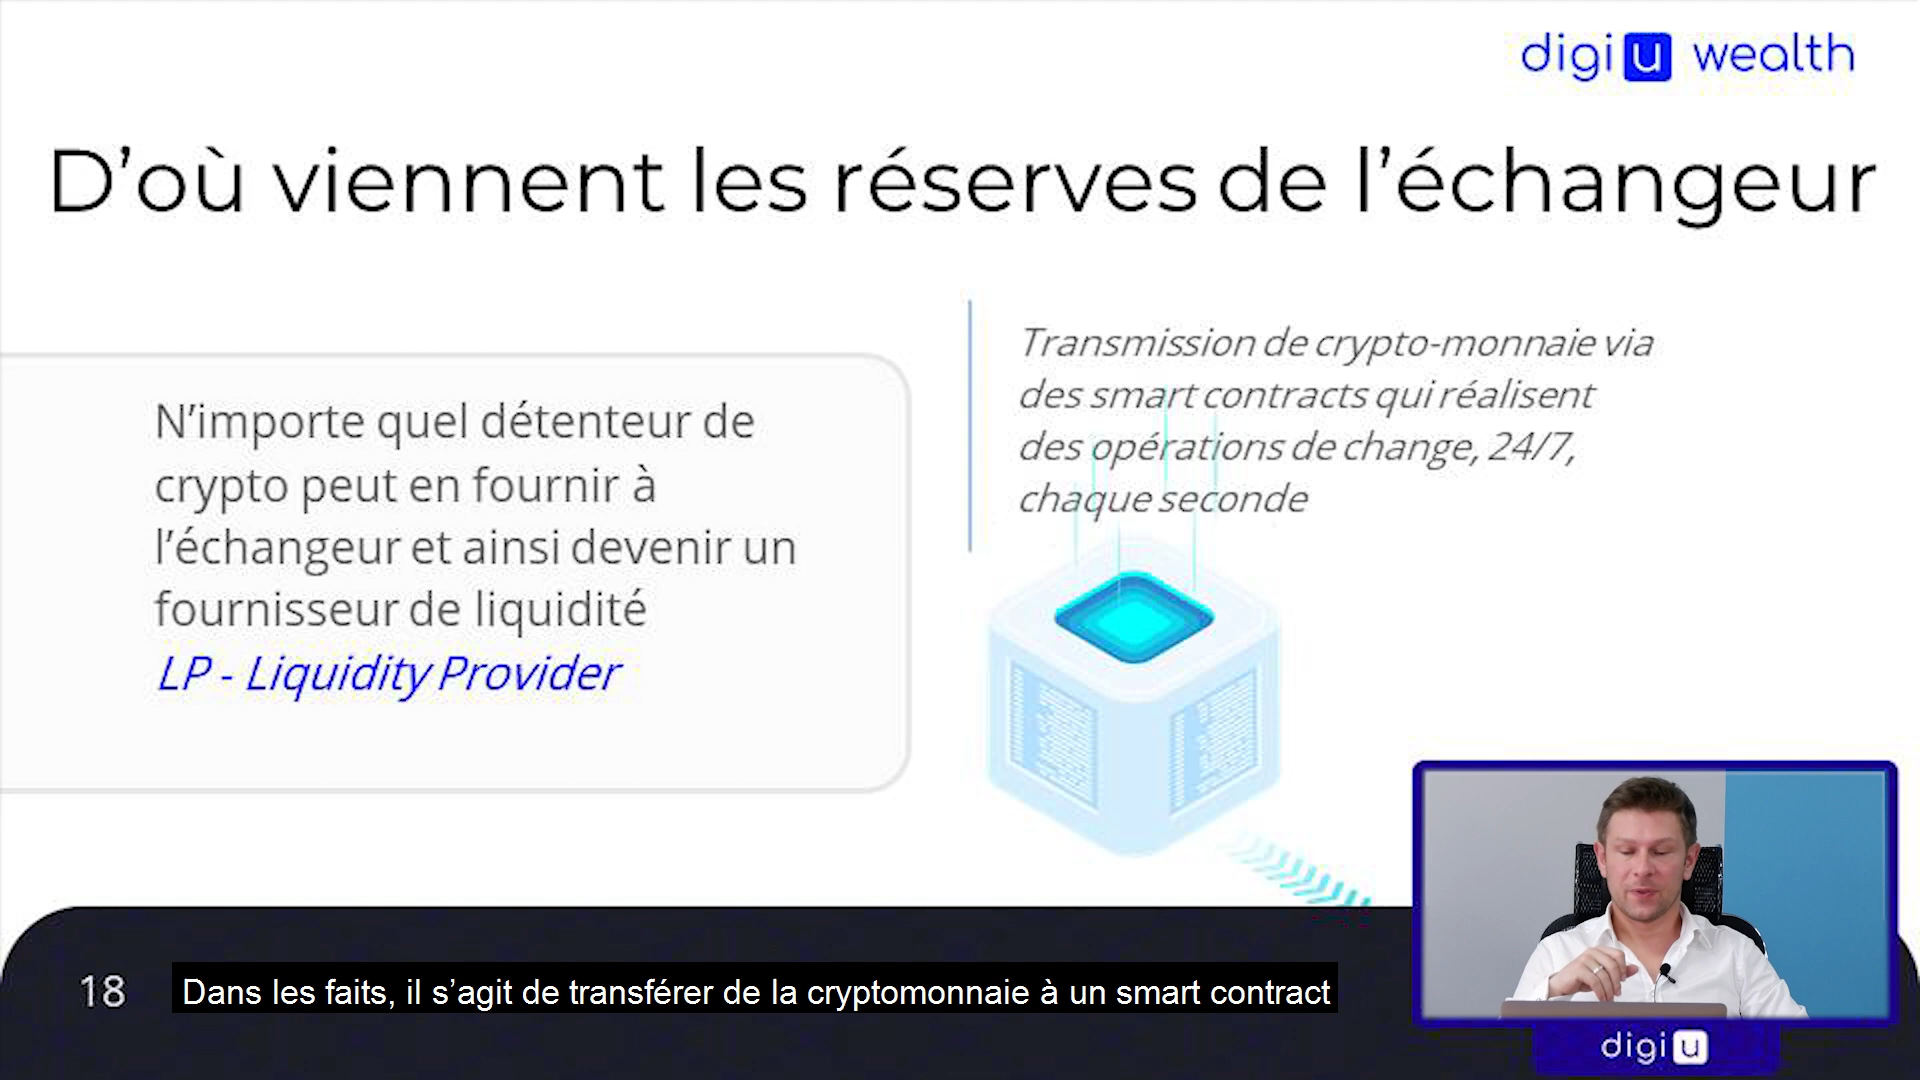 digi u wealth
D’où viennent les réserves de l’échangeur
N’importe quel détenteur de
crypto peut en fournir à
l’échangeur et ainsi devenir un
fournisseur de liquidité
LP - Liquidity Provider
Transmission de crypto-monnaie via
des smart contracts qui réalisent
des opérations de change, 24/7,
chaque seconde
18
Dans les faits, il s’agit de transférer de la cryptomonnaie à un smart contract
digi u